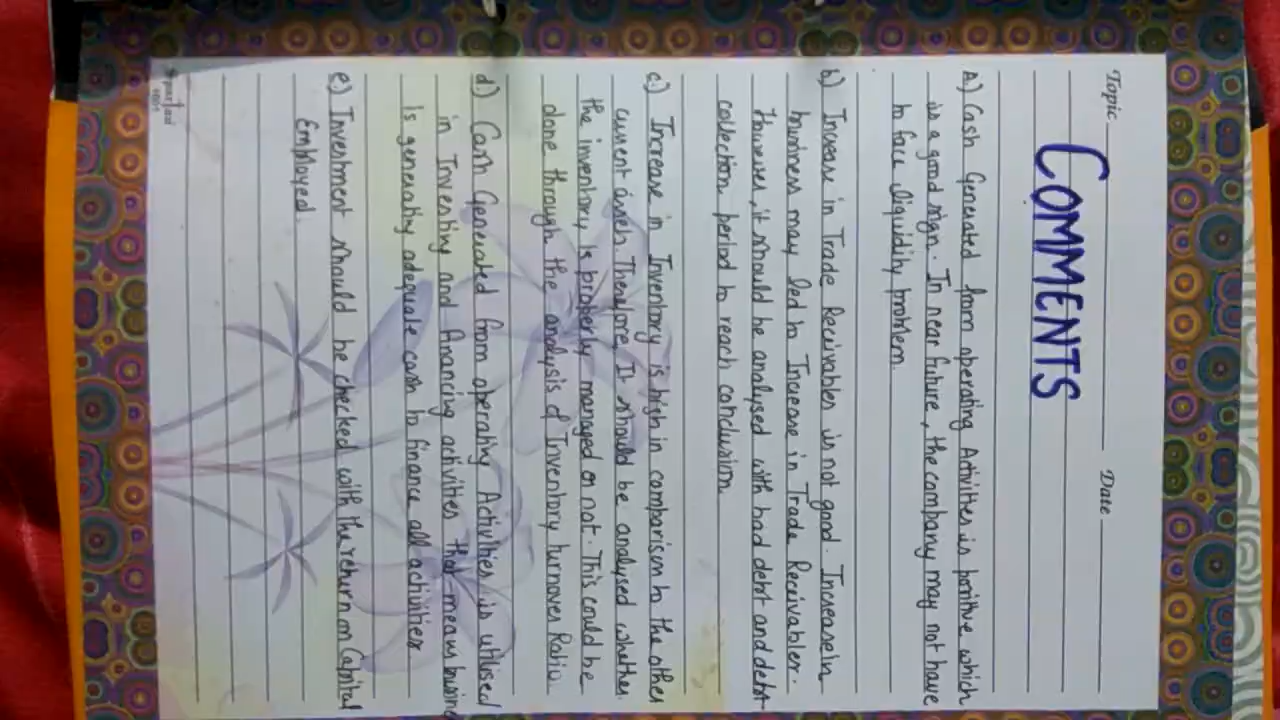 Topic Date
COMMENTS
A) Cash Generated from operating Activities is positive which
is a good sign. In near future, the company may not have
to face liquidity problem.
b) Increase in Trade Receivables is not good. Increase in
business may led to Increase in Trade Receivables.
However, it should be analysed with bad debt and debt
collection period to reach conclusion.
c.) Increase in Inventory is high in comparison to the other
current assets. Therefore, It should be analysed whether
the inventory is properly managed or not. This could be
done through the analysis of Inventory turnover Ratio.
d.) Cash Generated from operating Activities is utilised
in Investing and financing activities that means busine
is generating adequate cash to finance all activities
e) Investment should be checked with the return on Capital
Employed.